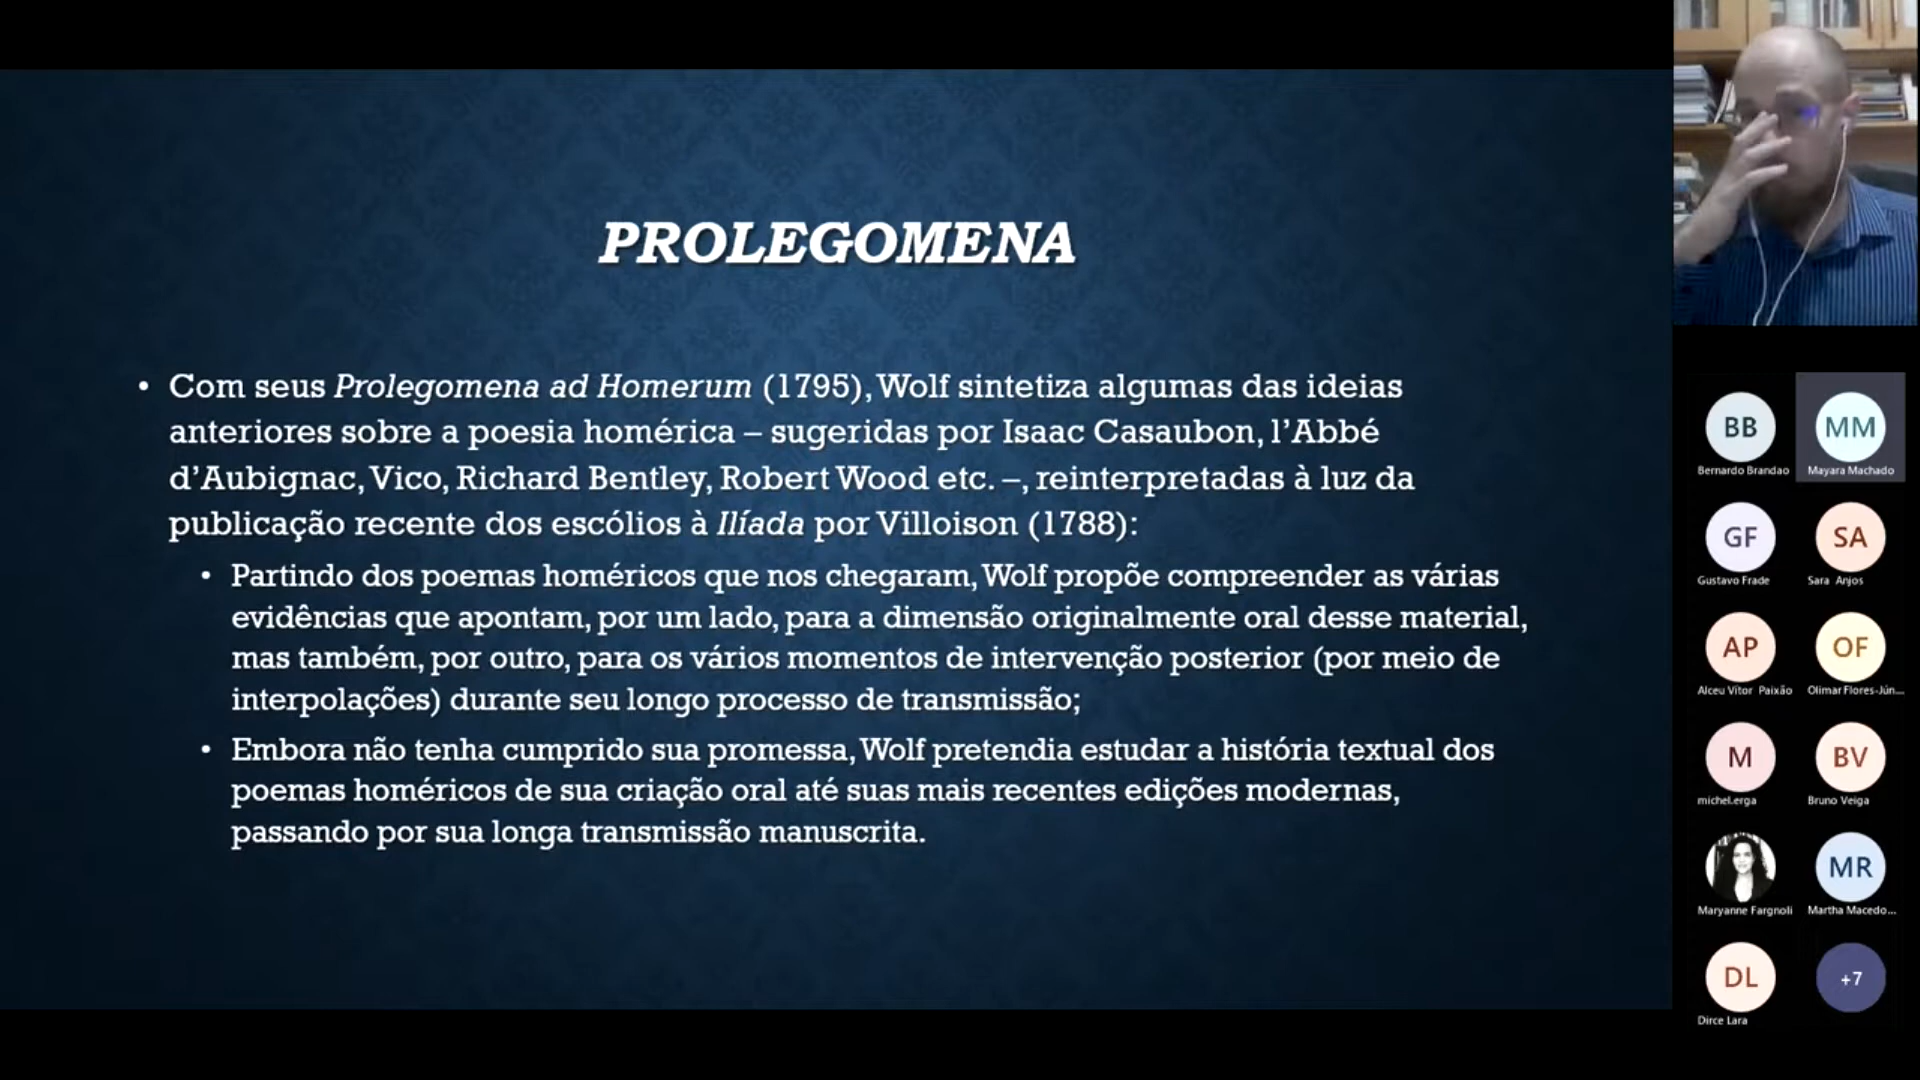 PROLEGOMENA
• Com seus Prolegomena ad Homerum (1795), Wolf sintetiza algumas das ideias
anteriores sobre a poesia homérica – sugeridas por Isaac Casaubon, l’Abbé
d’Aubignac, Vico, Richard Bentley, Robert Wood etc. –, reinterpretadas à luz da
publicação recente dos escólios à Ilíada por Villoison (1788):
• Partindo dos poemas homéricos que nos chegaram, Wolf propõe compreender as várias
evidências que apontam, por um lado, para a dimensão originalmente oral desse material,
mas também, por outro, para os vários momentos de intervenção posterior (por meio de
interpolações) durante seu longo processo de transmissão;
• Embora não tenha cumprido sua promessa, Wolf pretendia estudar a história textual dos
poemas homéricos de sua criação oral até suas mais recentes edições modernas,
passando por sua longa transmissão manuscrita.
BB MM
Bernardo Brandao Mayara Machado
GF SA
Gustavo Frade Sara Anjos
AP OF
Alceu Vítor Paixão Olimar Flores-Jún...
M BV
michel.erga Bruno Veiga
MR
Maryanne Fargnoli Martha Macedo...
DL +7
Dirce Lara